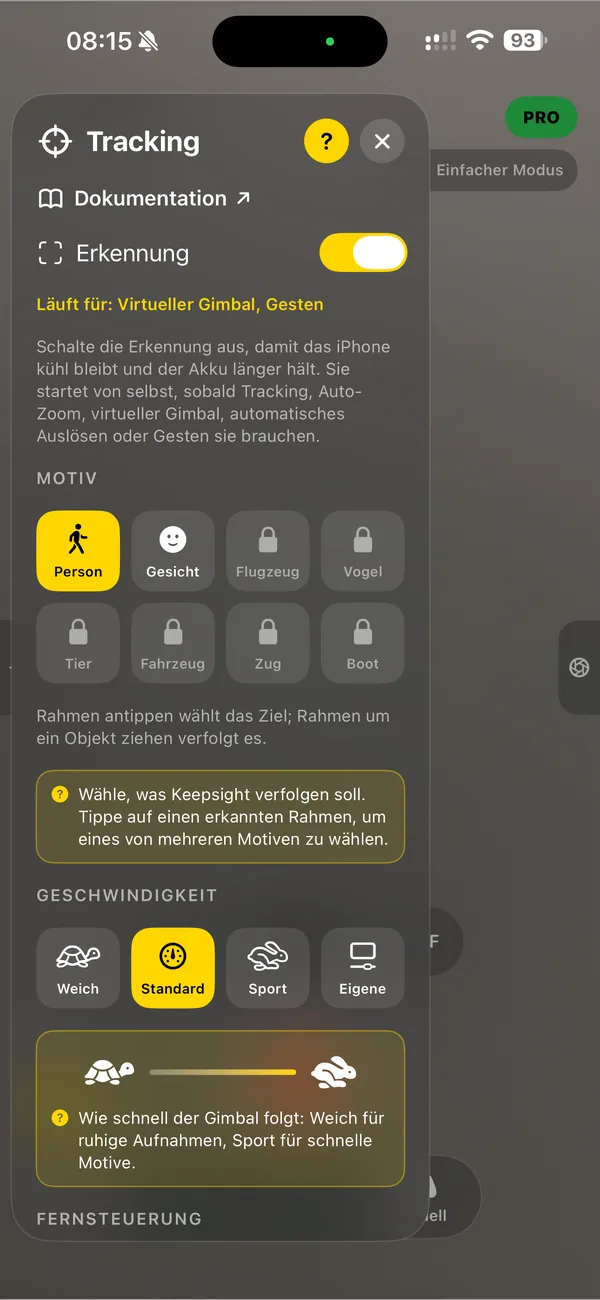 08:15
93
PRO
Tracking
?
Einfacher Modus
Dokumentation
Erkennung
Läuft für: Virtueller Gimbal, Gesten
Schalte die Erkennung aus, damit das iPhone
kühl bleibt und der Akku länger hält. Sie
startet von selbst, sobald Tracking, Auto-
Zoom, virtueller Gimbal, automatisches
Auslösen oder Gesten sie brauchen.
MOTIV
Person
Gesicht
Flugzeug
Vogel
Tier
Fahrzeug
Zug
Boot
Rahmen antippen wählt das Ziel; Rahmen um
ein Objekt ziehen verfolgt es.
? Wähle, was Keepsight verfolgen soll.
Tippe auf einen erkannten Rahmen, um
eines von mehreren Motiven zu wählen.
GESCHWINDIGKEIT
F
Weich
Standard
Sport
Eigene
? Wie schnell der Gimbal folgt: Weich für
ruhige Aufnahmen, Sport für schnelle
Motive.
FERNSTEUERUNG
ell